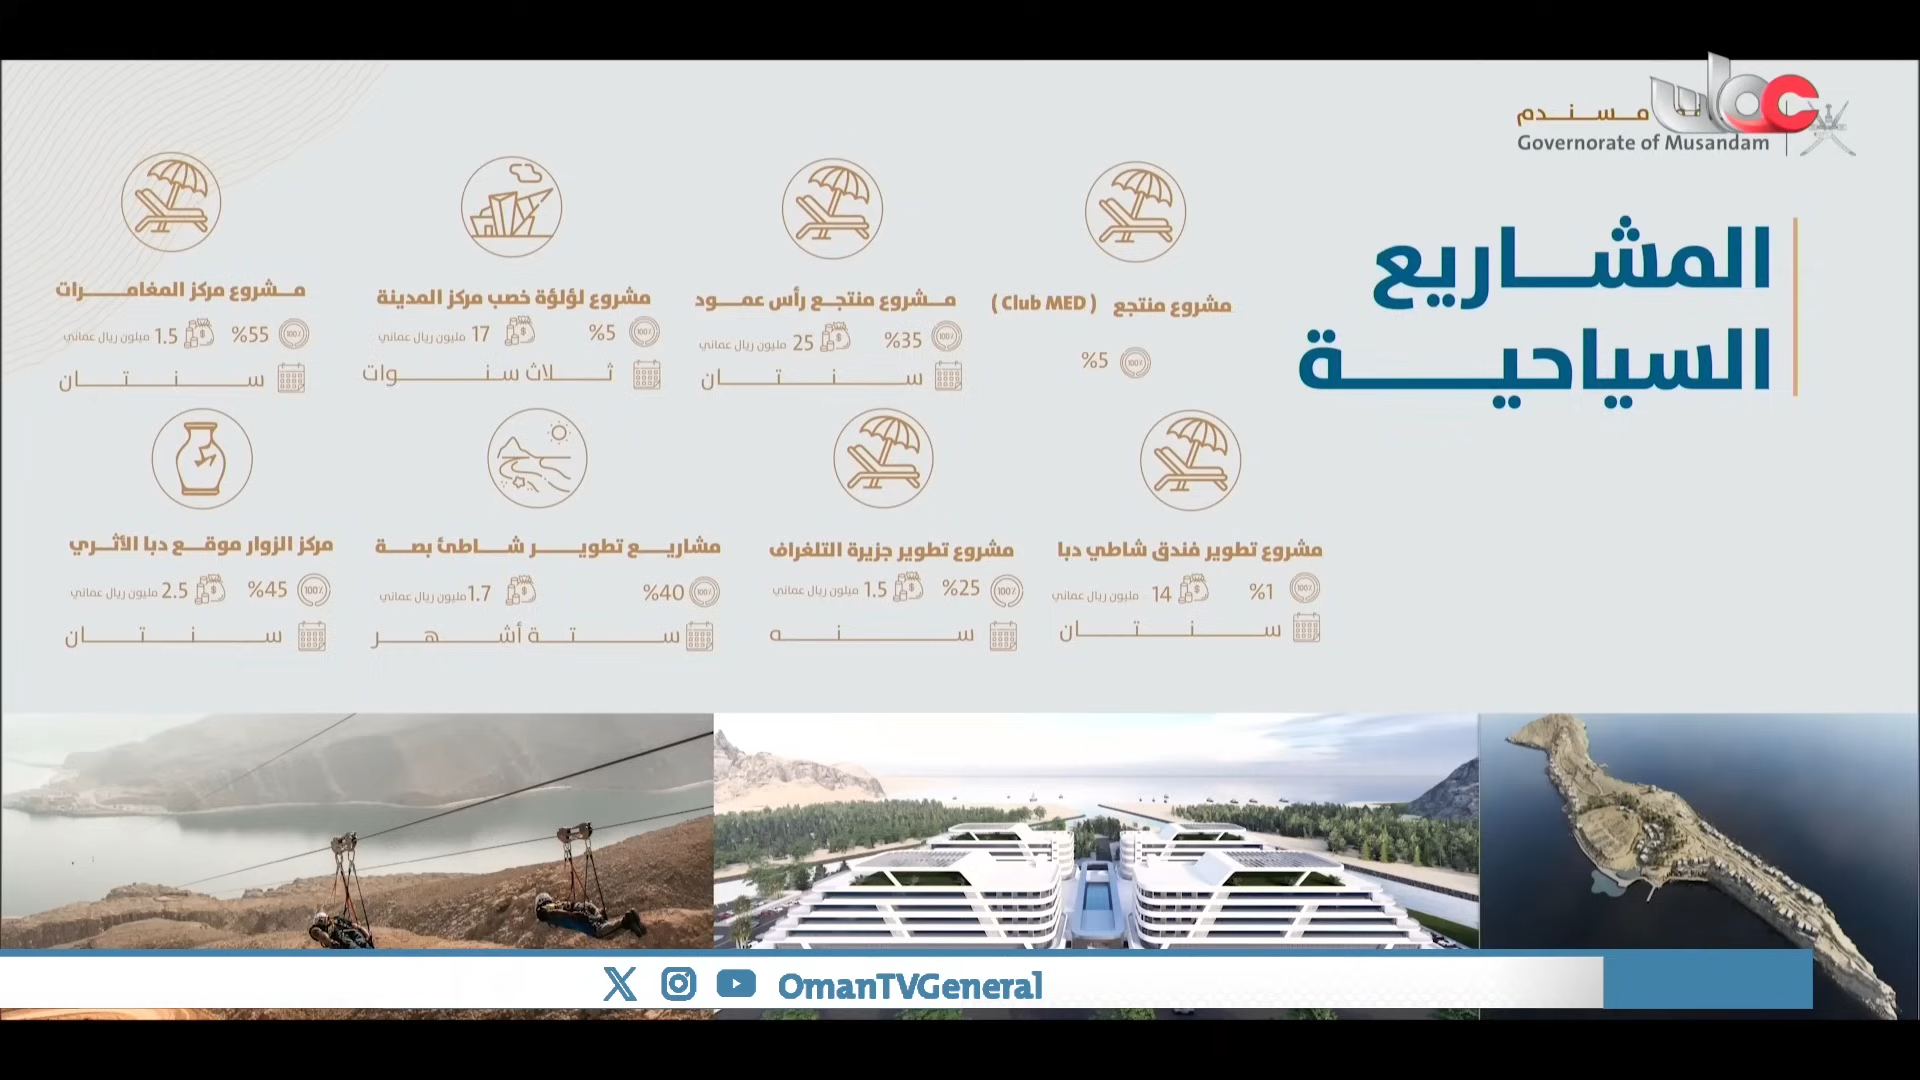 مسندم
Governorate of Musandam
المشاريع
السياحية
مشروع منتجع ( Club MED )
%5
مشروع منتجع رأس عمود
%35
25 مليون ريال عماني
سنتان
مشروع لؤلؤة خصب مركز المدينة
%5
17 مليون ريال عماني
ثلاث سنوات
مشروع مركز المغامرات
%55
1.5 ميلون ريال عماني
سنتان
مشروع تطوير فندق شاطي دبا
%1
14 مليون ريال عماني
سنتان
مشروع تطوير جزيرة التلغراف
%25
1.5 ميلون ريال عماني
سنه
مشاريع تطوير شاطئ بصة
%40
1.7 مليون ريال عماني
ستة أشهر
مركز الزوار موقع دبا الأثري
%45
2.5 مليون ريال عماني
سنتان
OmanTVGeneral